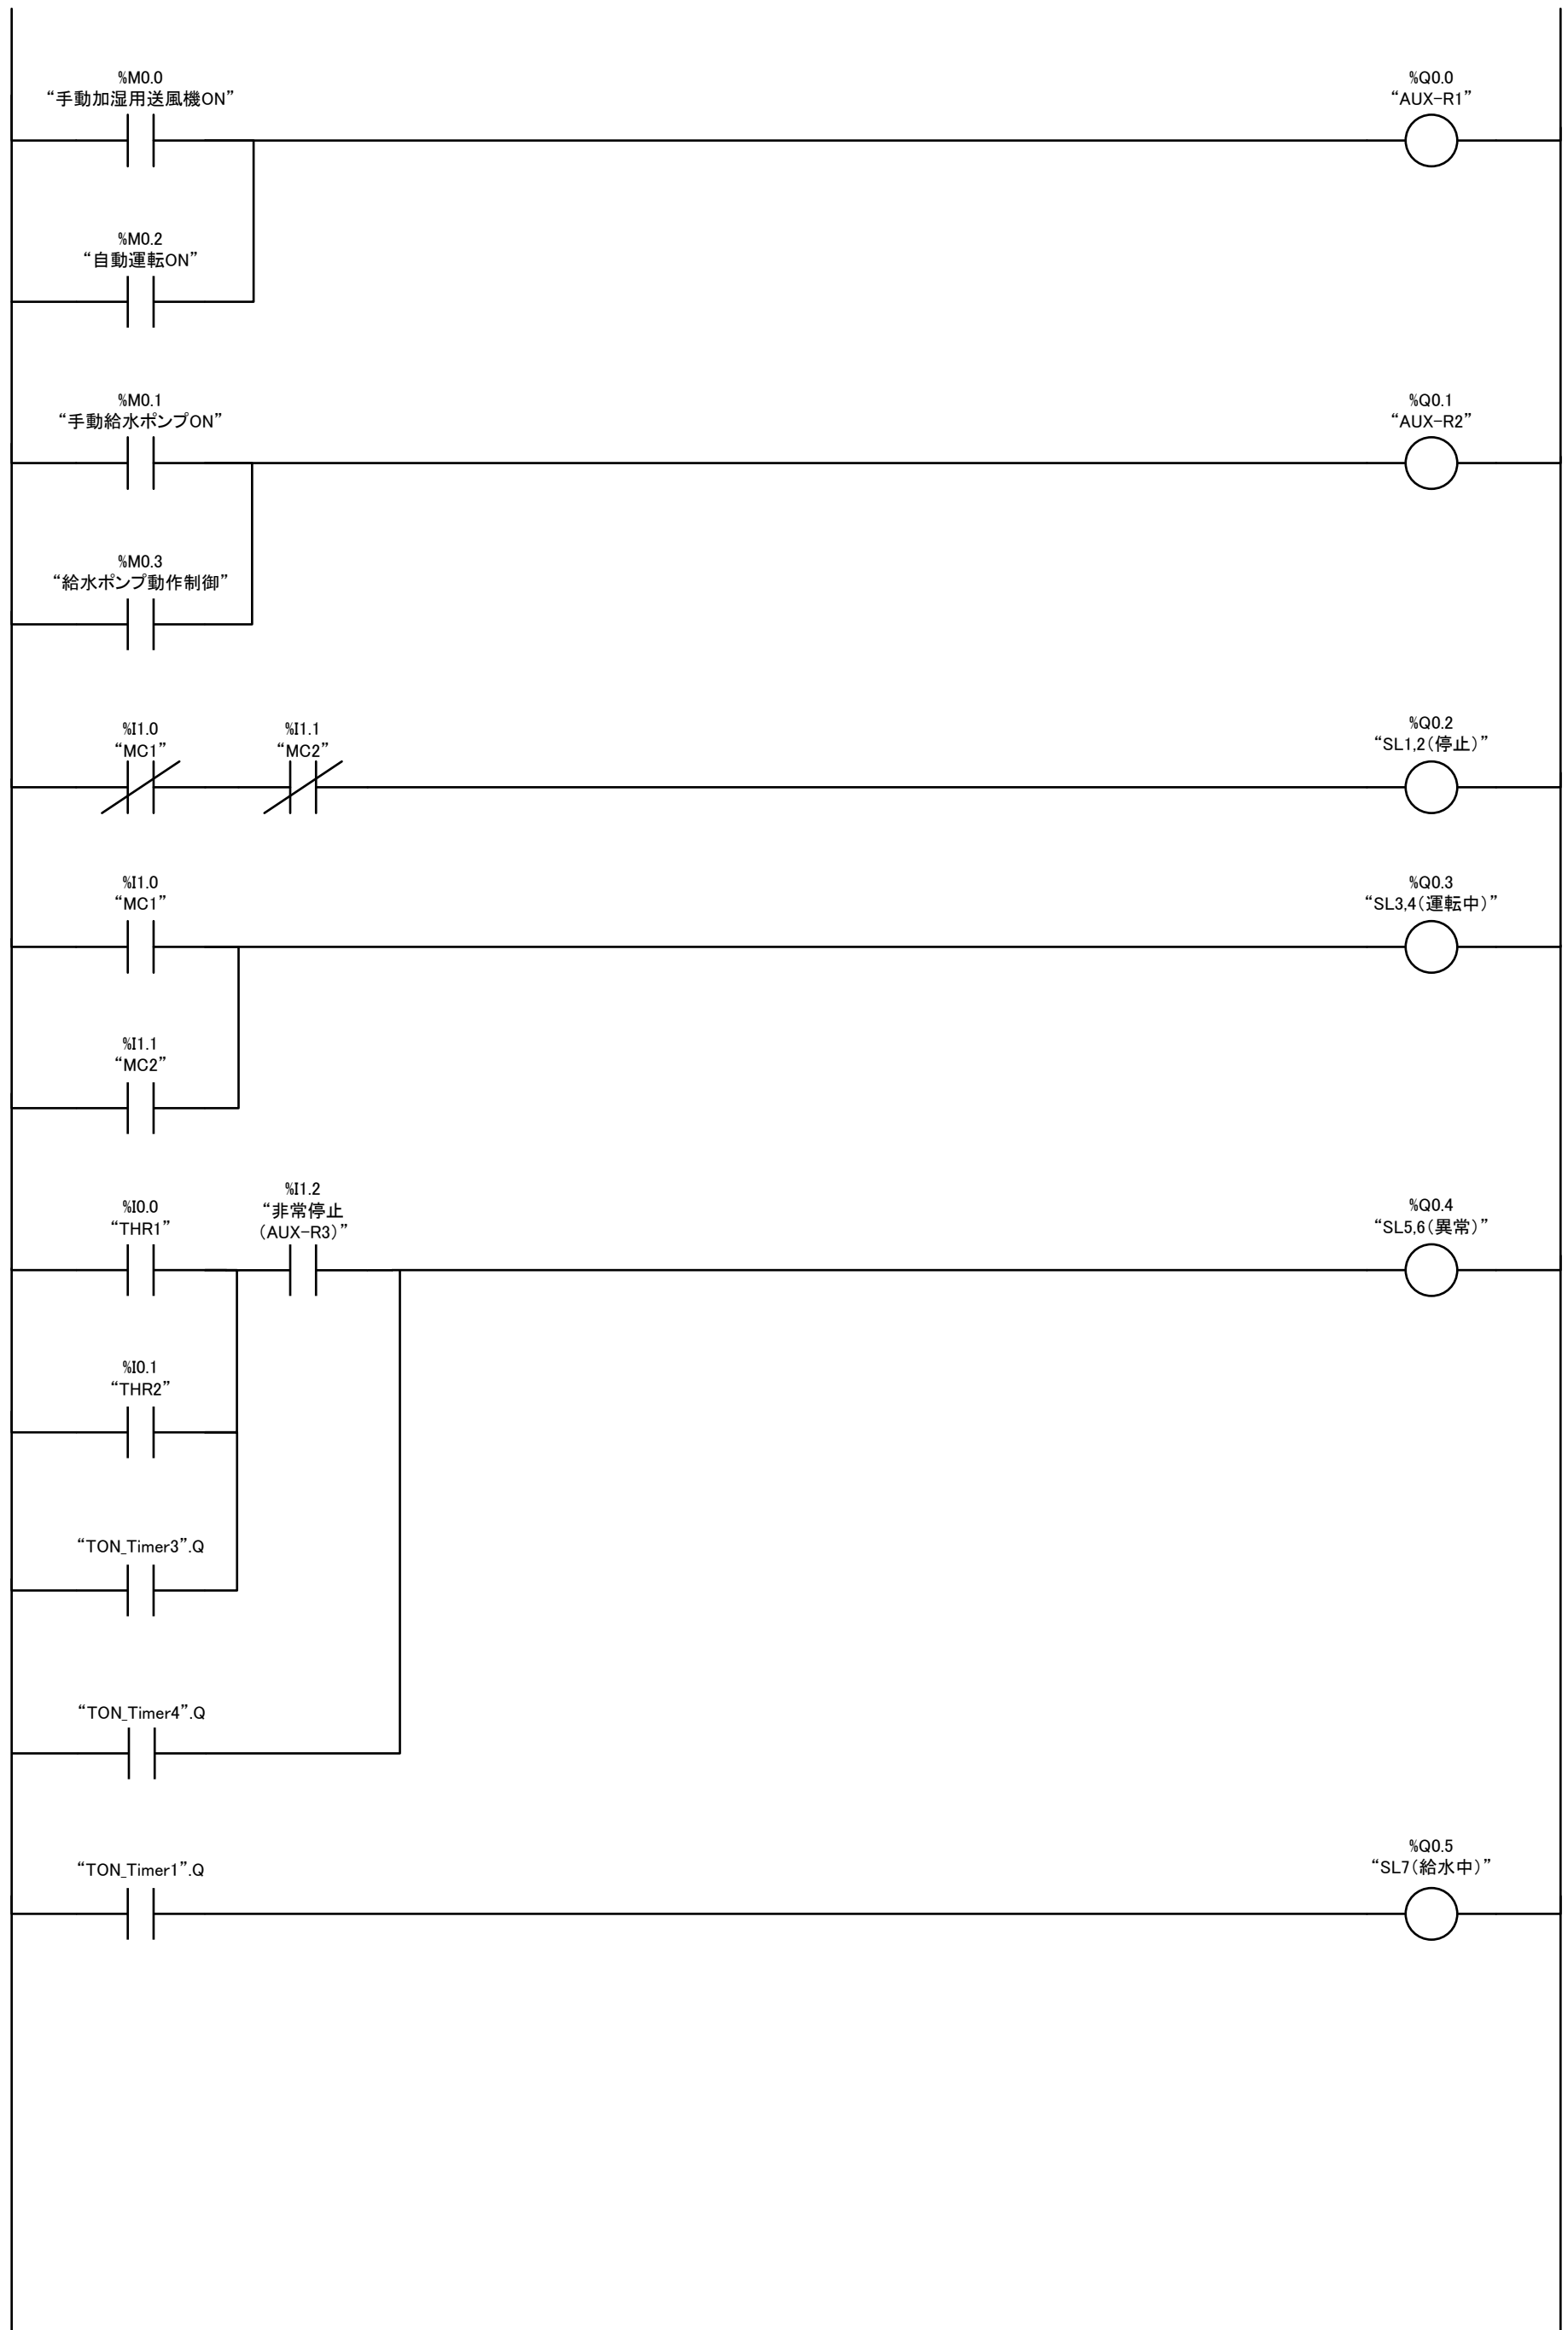 %M0.0
“手動加湿用送風機ON”
%Q0.0
“AUX-R1”
%M0.2
“自動運転ON”
%M0.1
“手動給水ポンプON”
%Q0.1
“AUX-R2”
%M0.3
“給水ポンプ動作制御”
%I1.0
“MC1”
%I1.1
“MC2”
%Q0.2
“SL1,2(停止)”
%I1.0
“MC1”
%Q0.3
“SL3,4(運転中)”
%I1.1
“MC2”
%I0.0
“THR1”
%I1.2
“非常停止
(AUX-R3)”
%Q0.4
“SL5,6(異常)”
%I0.1
“THR2”
“TON_Timer3”.Q
“TON_Timer4”.Q
“TON_Timer1”.Q
%Q0.5
“SL7(給水中)”